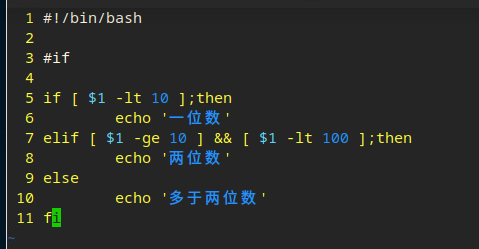 1 #!/bin/bash
2
3 #if
4
5 if [ $1 -lt 10 ];then
6         echo '一位数'
7 elif [ $1 -ge 10 ] && [ $1 -lt 100 ];then
8         echo '两位数'
9 else
10         echo '多于两位数'
11 fi
~